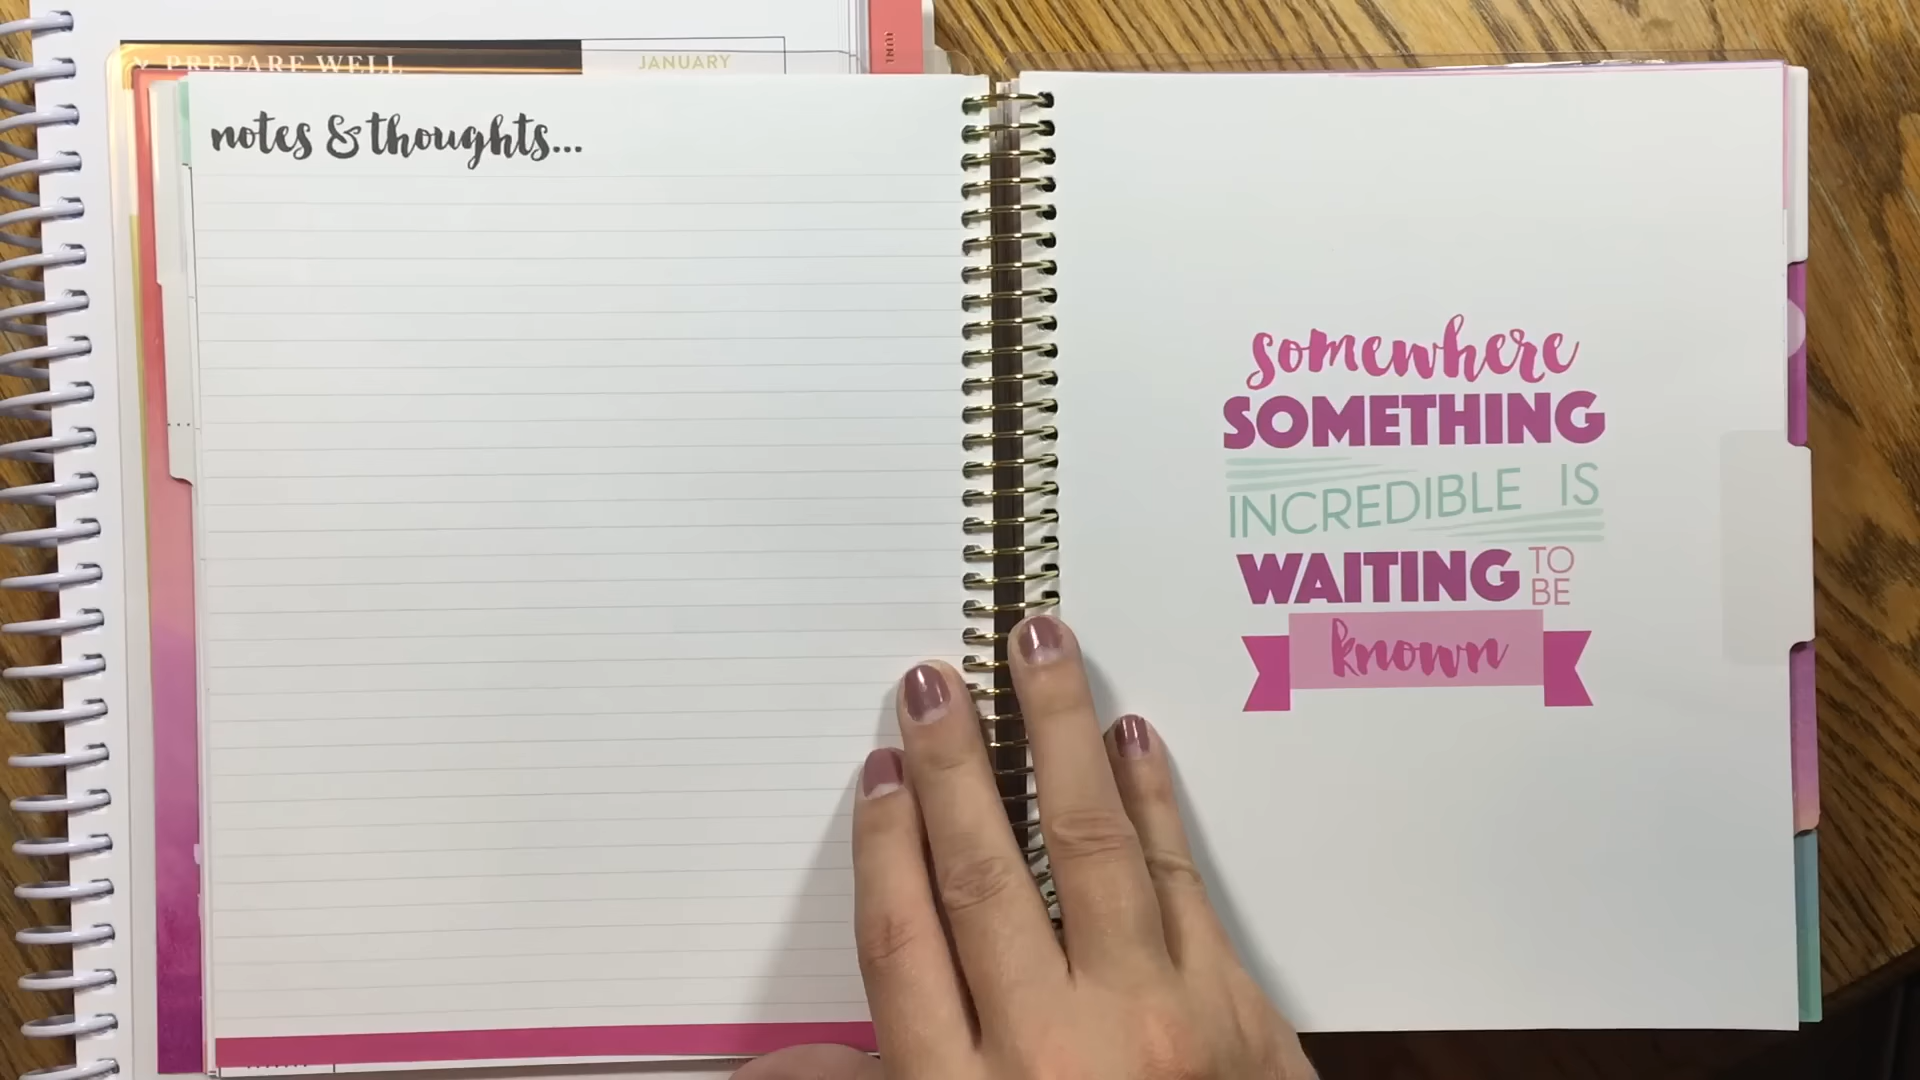 PREPARE WELL
JANUARY
notes & thoughts...
somewhere
SOMETHING
INCREDIBLE IS
WAITING TO BE
known